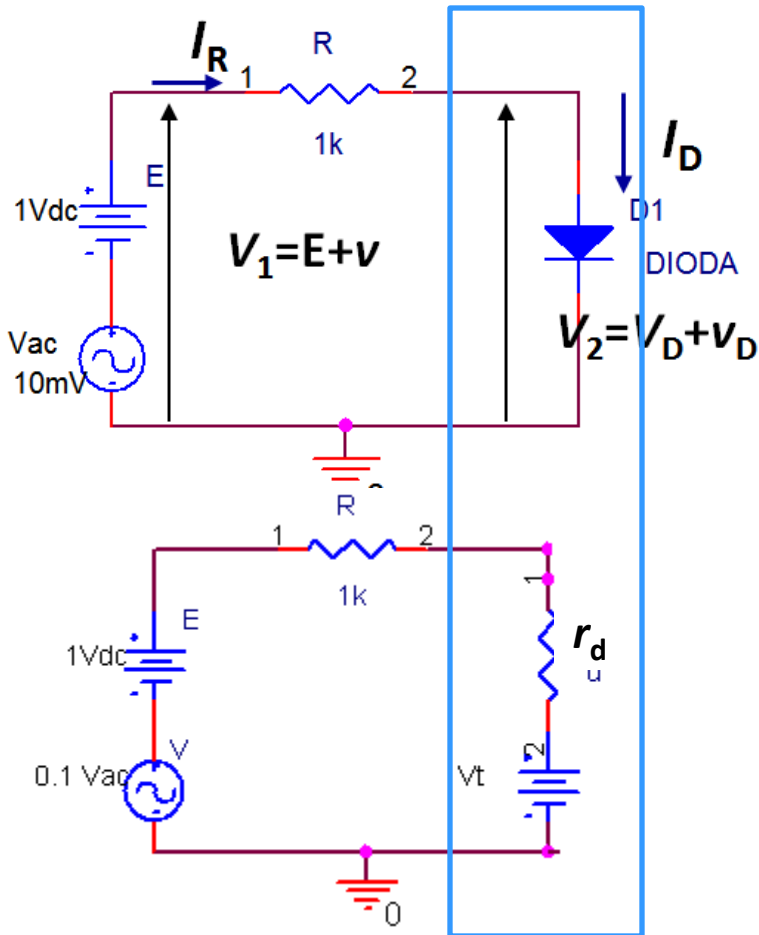 I_R
R
1
2
1k
E
1Vdc
V_1=E+v
I_D
D1
DIODA
V_2=V_D+v_D
Vac
10mV
R
1
2
1k
E
1Vdc
V
0.1 Vac
1
r_d
2
Vt
0